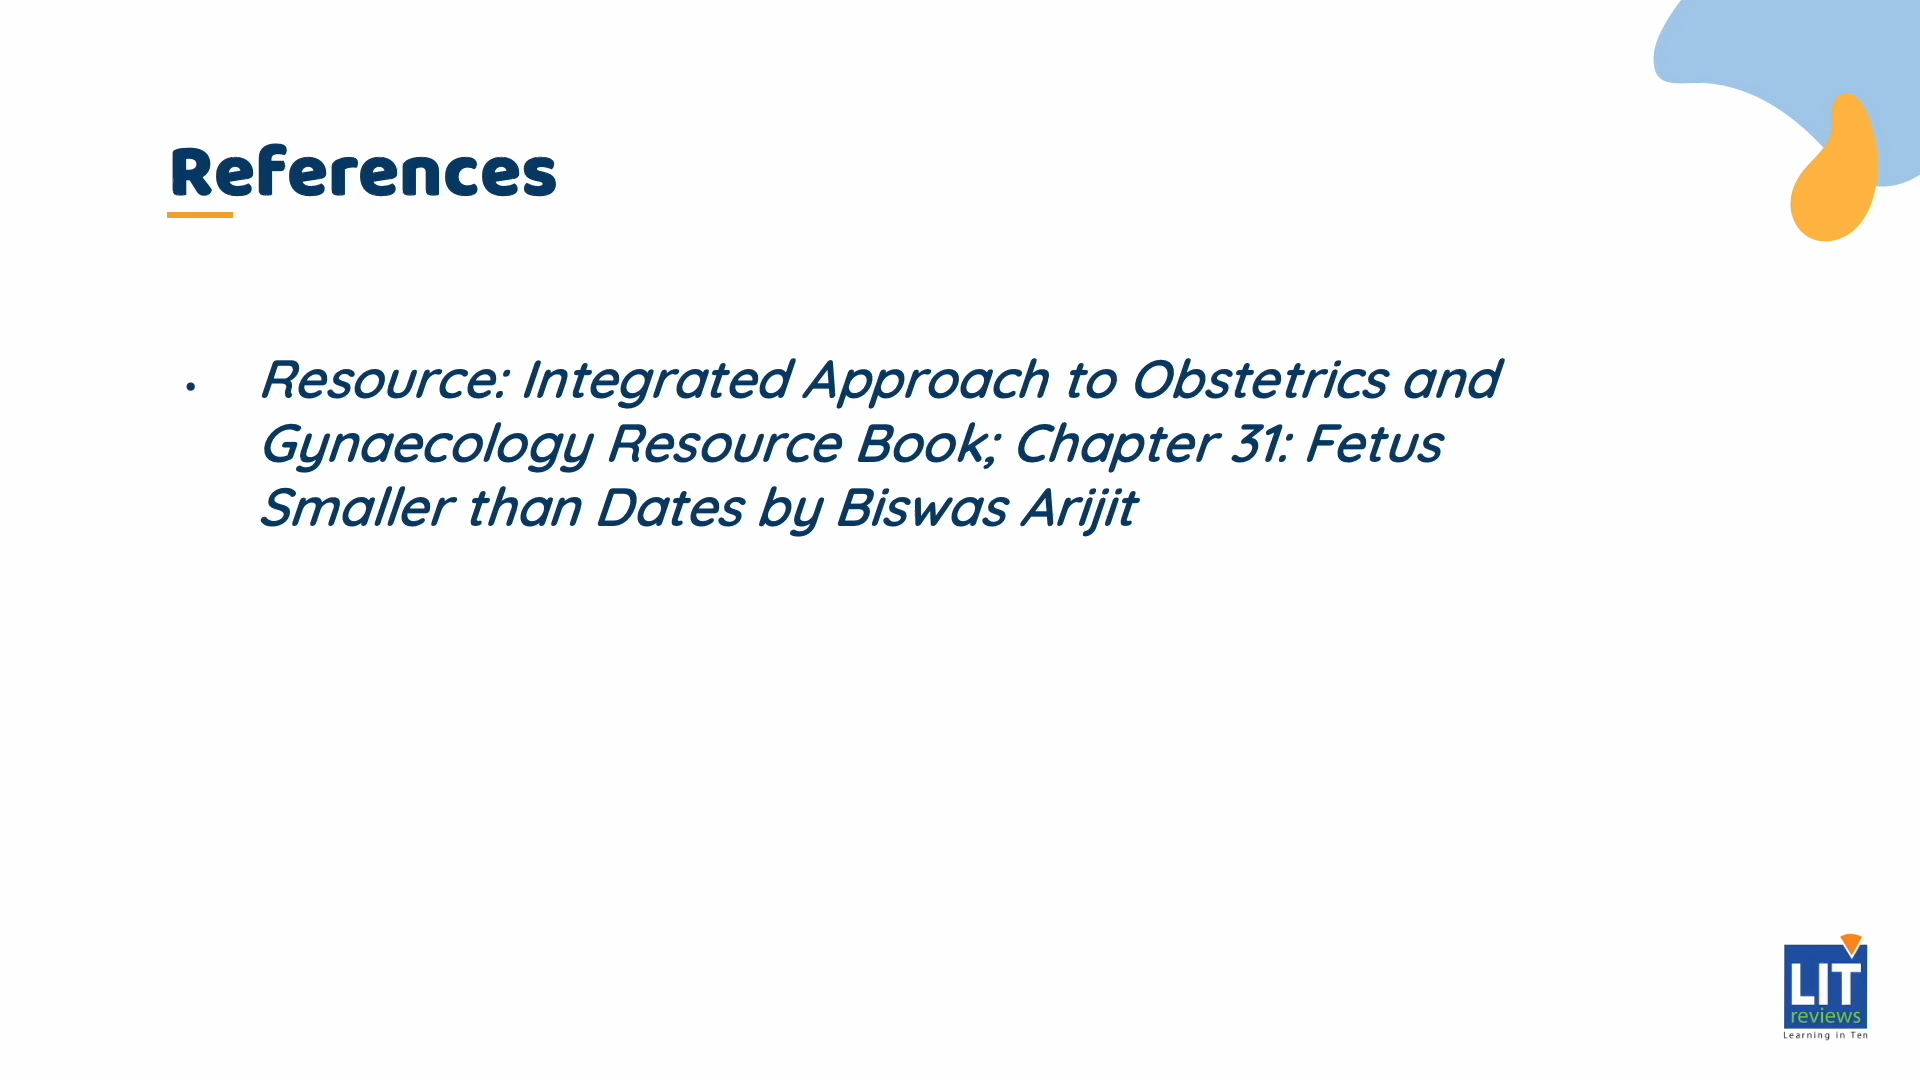 References
• Resource: Integrated Approach to Obstetrics and
Gynaecology Resource Book; Chapter 31: Fetus
Smaller than Dates by Biswas Arijit
LIT
reviews
Learning in Ten